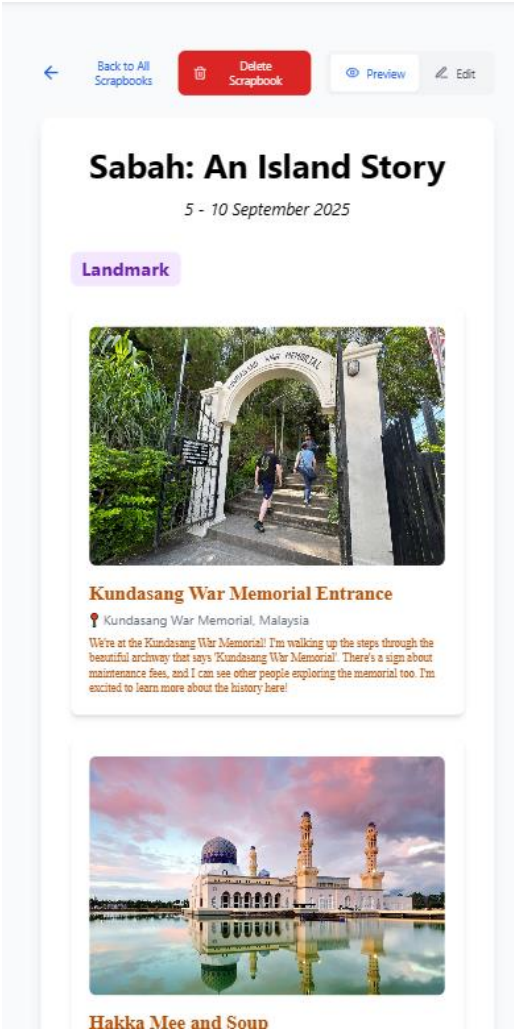 Back to All
Scrapbooks
Delete
Scrapbook
Preview
Edit
Sabah: An Island Story
5 - 10 September 2025
Landmark
KUNDASANG WAR MEMORIAL
Kundasang War Memorial Entrance
Kundasang War Memorial, Malaysia
We're at the Kundasang War Memorial! I'm walking up the steps through the
beautiful archway that says 'Kundasang War Memorial'. There's a sign about
maintenance fees, and I can see other people exploring the memorial too. I'm
excited to learn more about the history here!
Hakka Mee and Soup